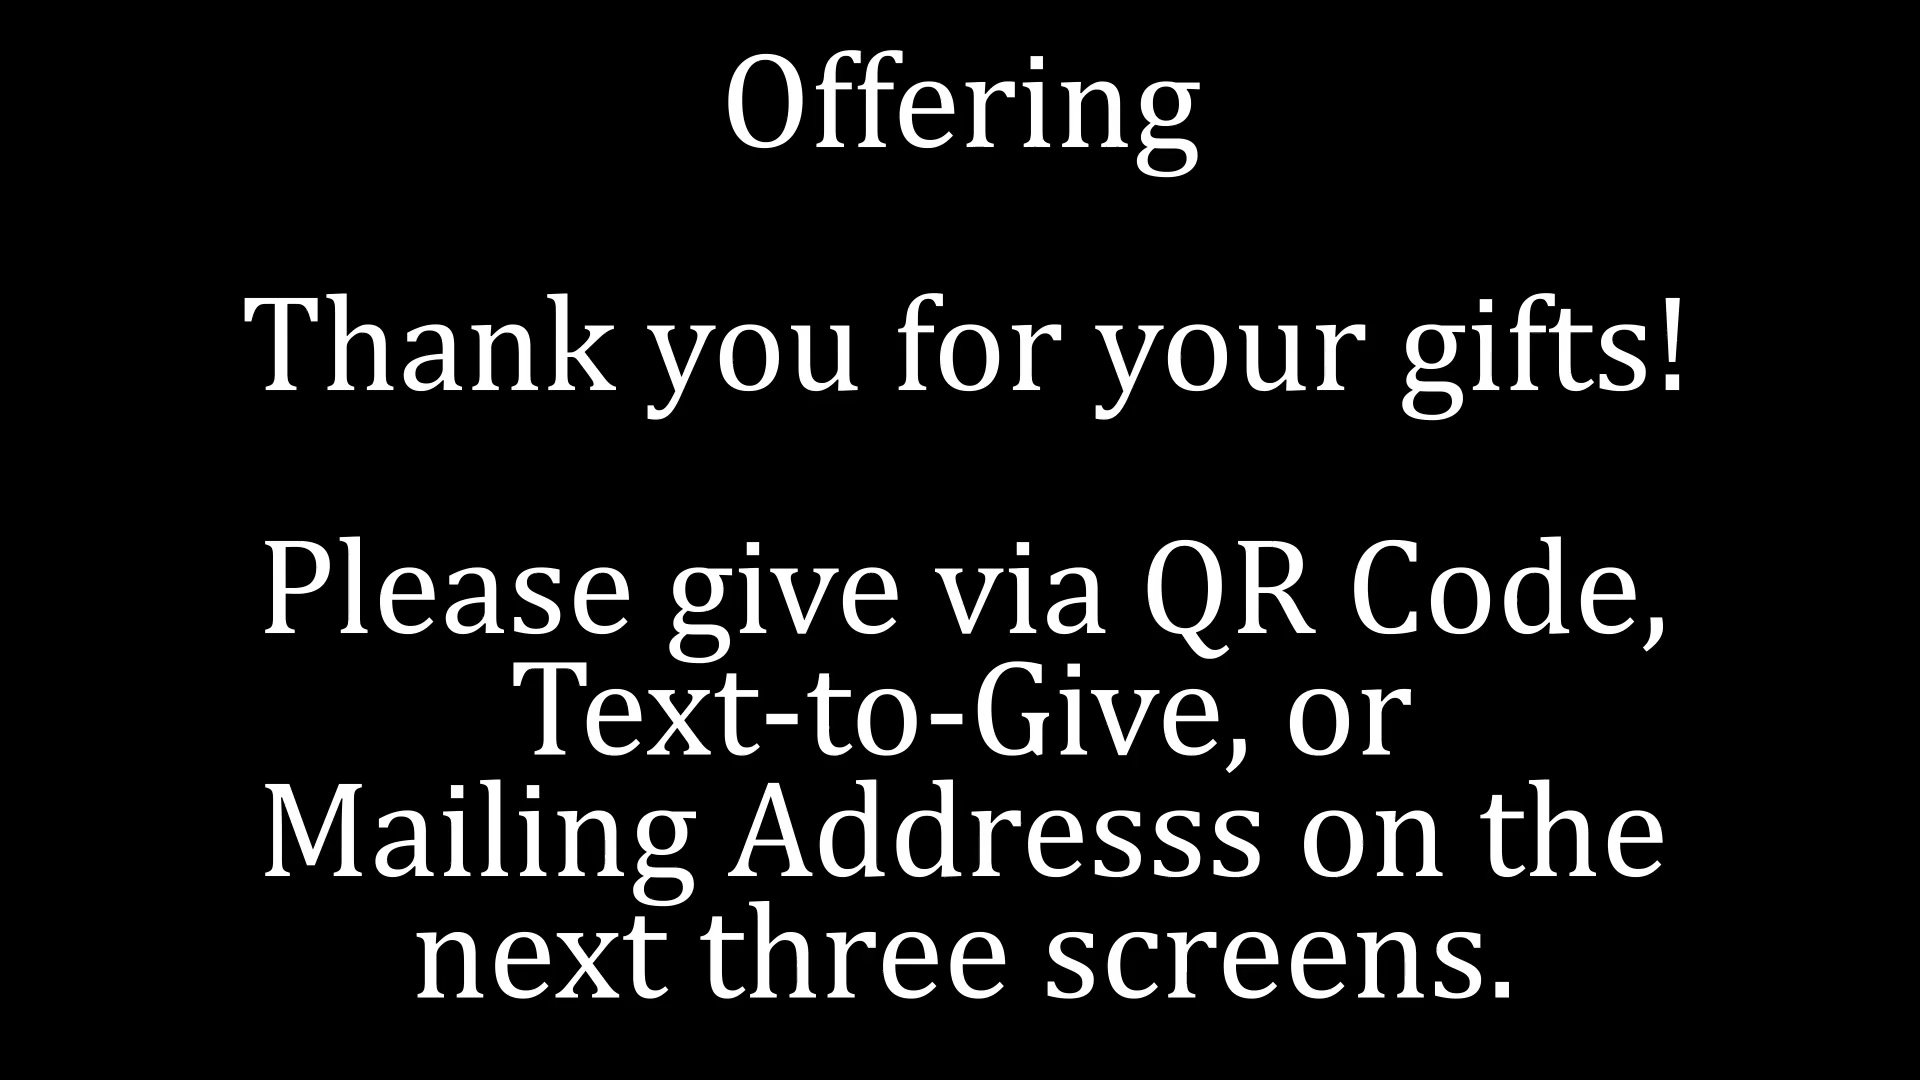 Offering
Thank you for your gifts!
Please give via QR Code,
Text-to-Give, or
Mailing Addresss on the
next three screens.